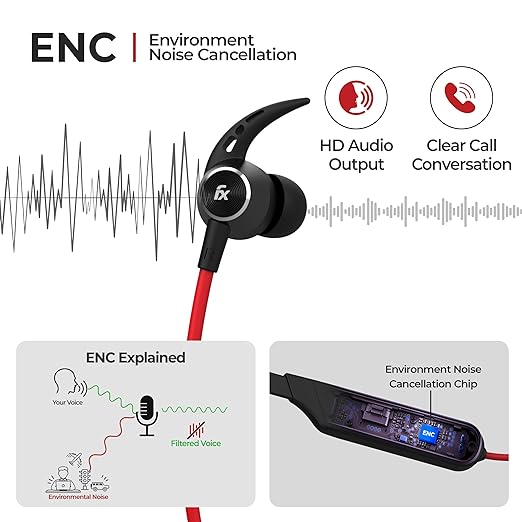 ENC
Environment
Noise Cancellation
HD Audio
Output
Clear Call
Conversation
fx
ENC Explained
Your Voice
Filtered Voice
Environmental Noise
Environment Noise
Cancellation Chip
ENC